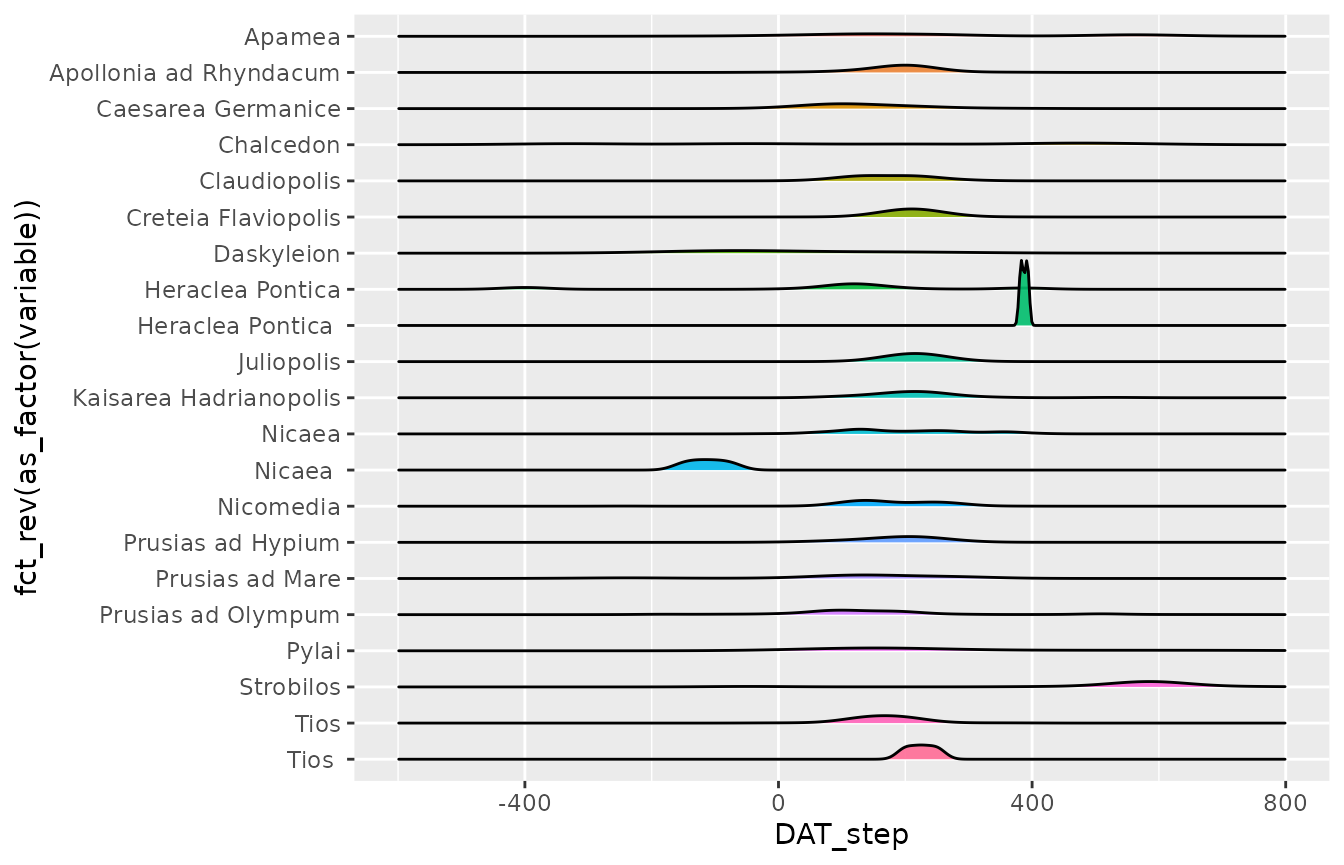 Apamea
Apollonia ad Rhyndacum
Caesarea Germanice
Chalcedon
Claudiopolis
Creteia Flaviopolis
Daskyleion
Heraclea Pontica
Heraclea Pontica
Juliopolis
Kaisarea Hadrianopolis
Nicaea
Nicaea
Nicomedia
Prusias ad Hypium
Prusias ad Mare
Prusias ad Olympum
Pylai
Strobilos
Tios
Tios
fct_rev(as_factor(variable))
-400 0 400 800
DAT_step